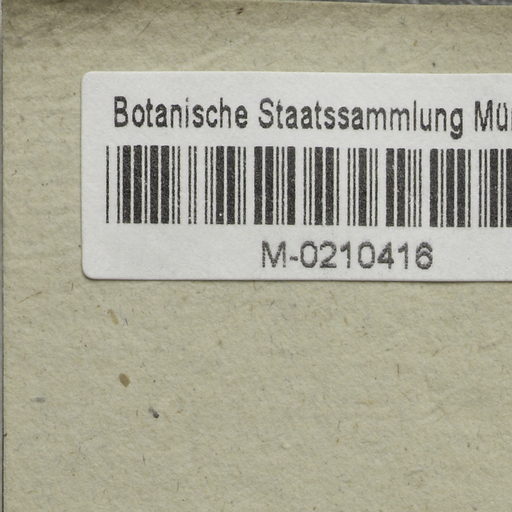 Botanische Staatssammlung Mü
M-0210416